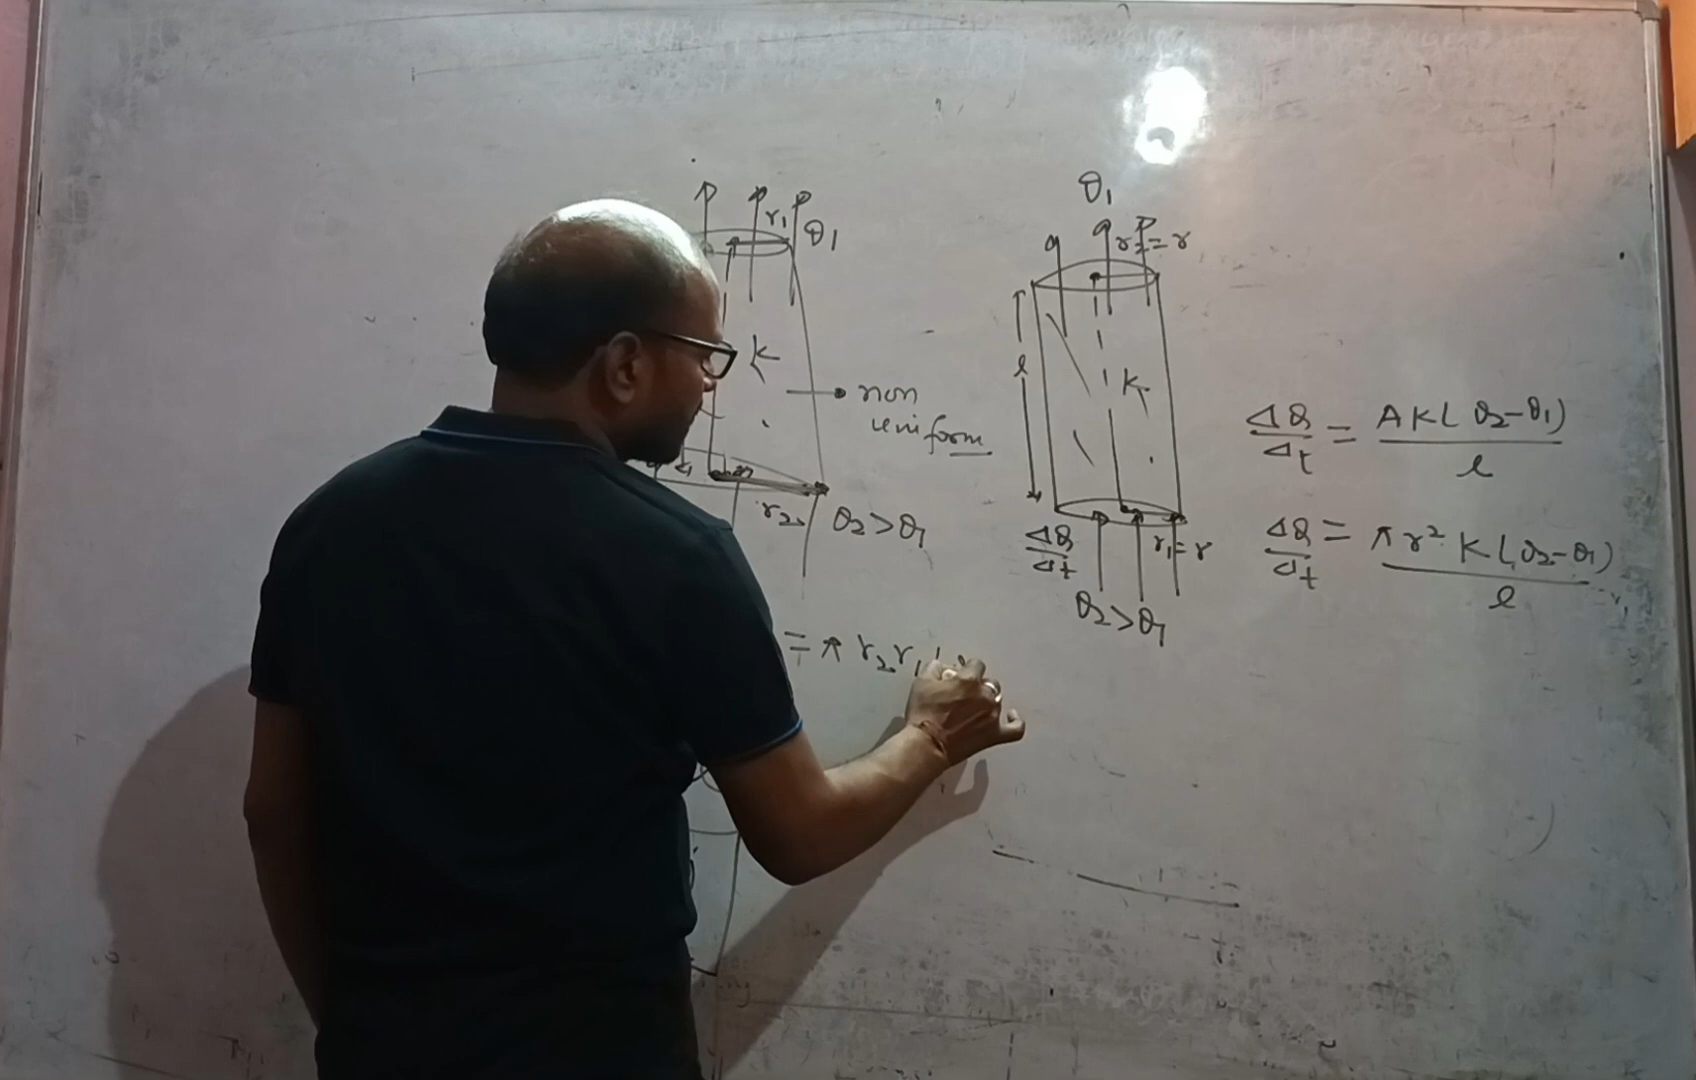 r₁ θ₁
K
non
uniform
r₂ θ₂ > θ₁
= π r₂ r₁
θ₁
r₂ = r
l
K
ΔQ/Δt
r₁ = r
θ₂ > θ₁
ΔQ/Δt = AK(θ₂-θ₁)/l
ΔQ/Δt = πr² K(θ₂-θ₁)/l